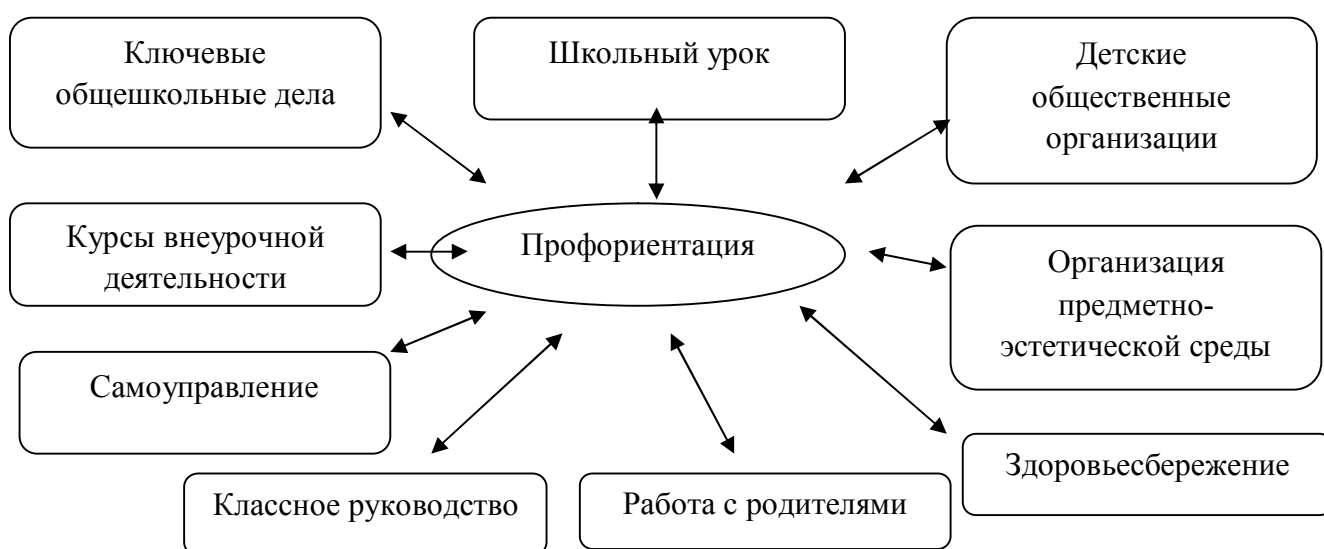 Ключевые
общешкольные дела
Школьный урок
Детские
общественные
организации
Курсы внеурочной
деятельности
Профориентация
Организация
предметно-
эстетической среды
Самоуправление
Здоровьесбережение
Классное руководство
Работа с родителями